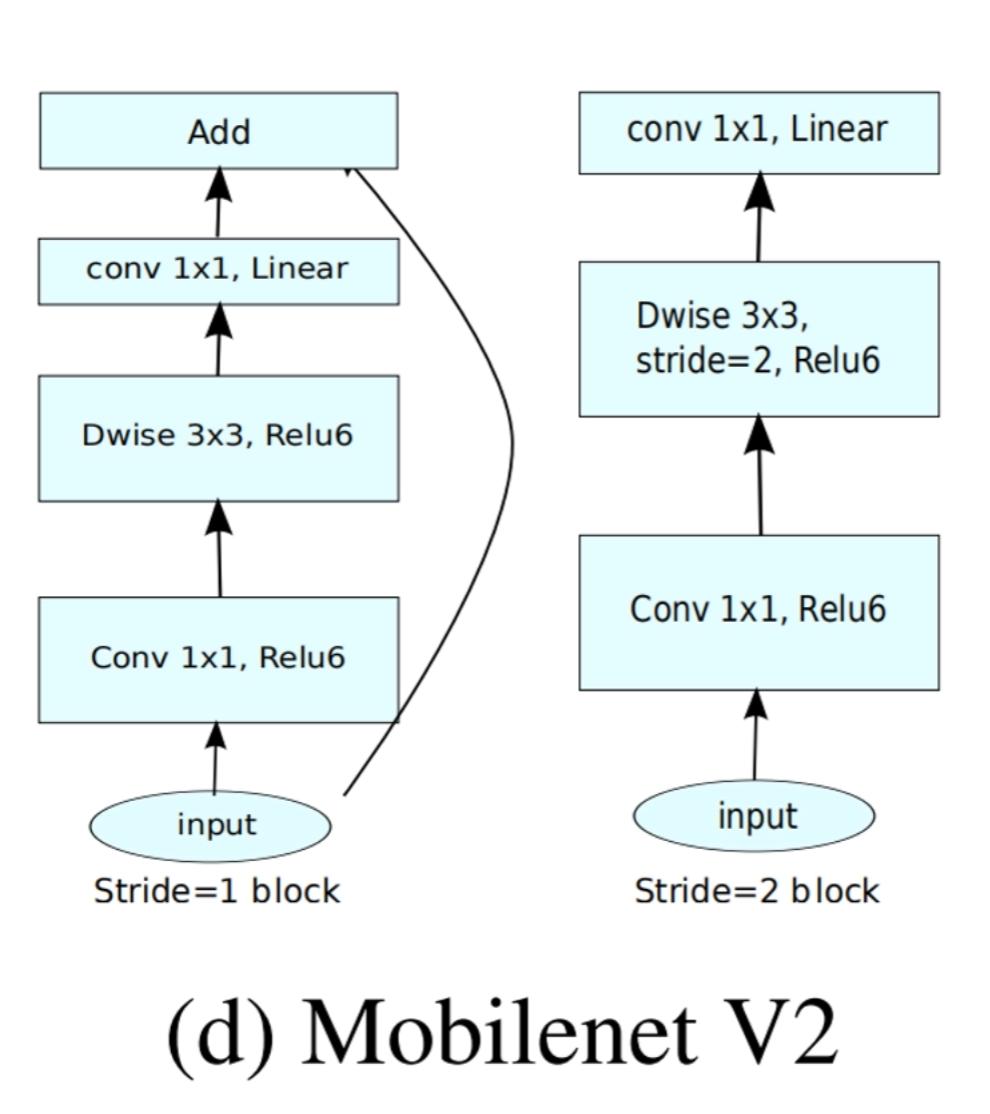 Add
conv 1x1, Linear
Dwise 3x3, Relu6
Conv 1x1, Relu6
input
Stride=1 block
conv 1x1, Linear
Dwise 3x3,
stride=2, Relu6
Conv 1x1, Relu6
input
Stride=2 block
(d) Mobilenet V2